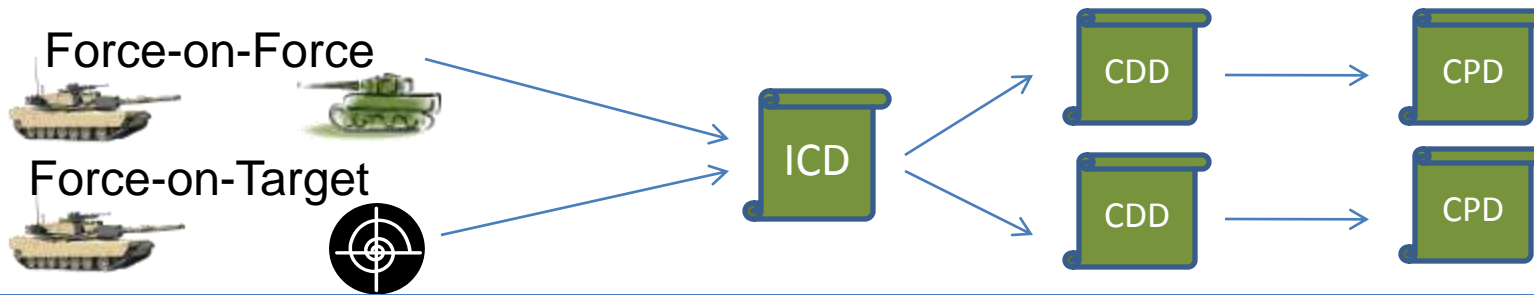 Force-on-Force
Force-on-Target
ICD
CDD
CPD
CDD
CPD